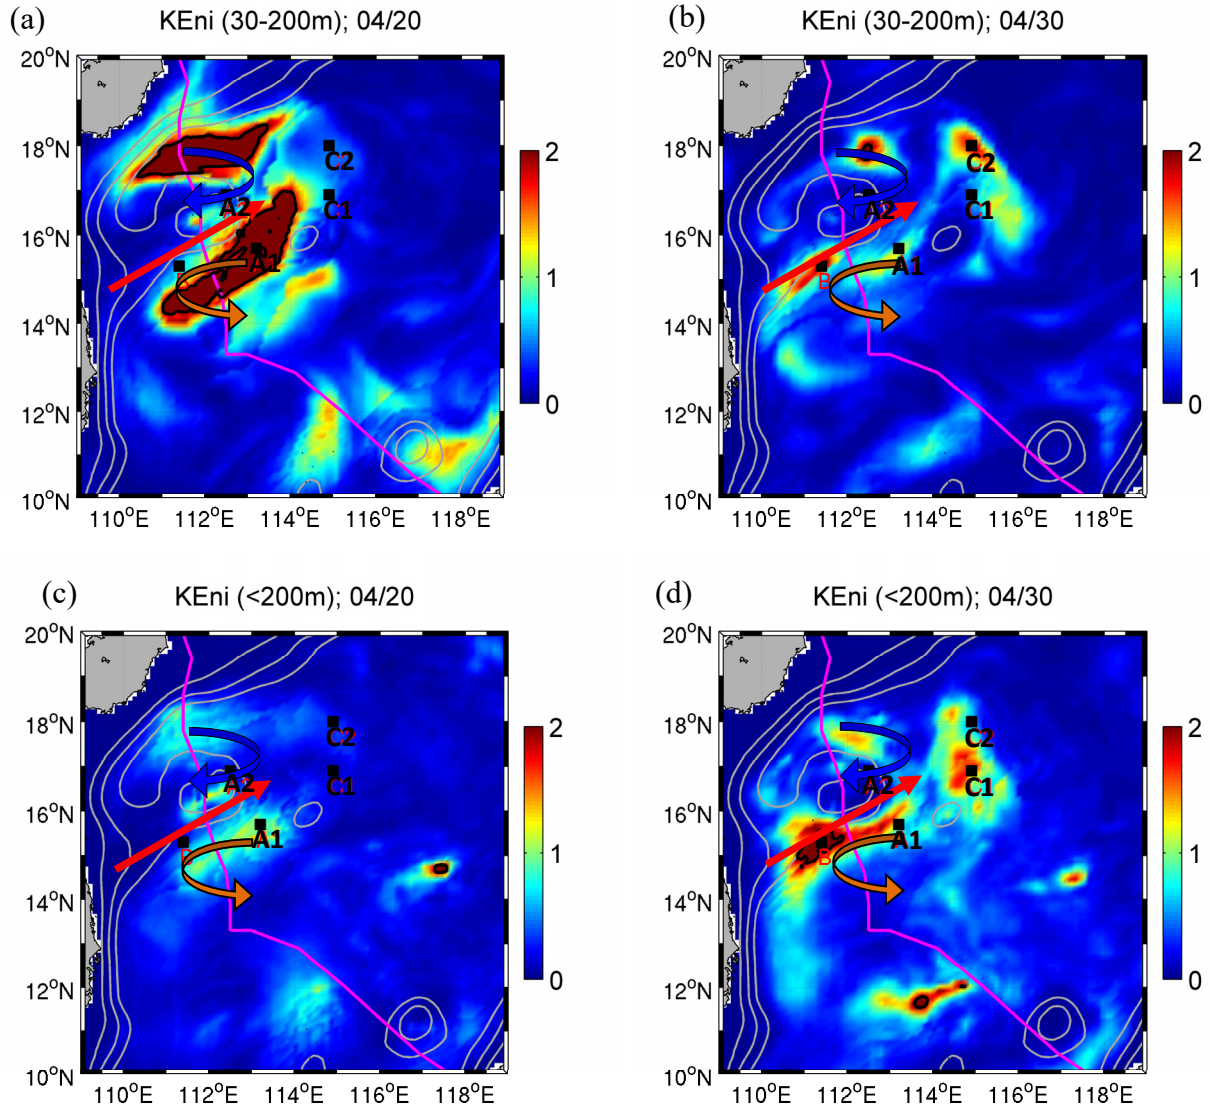 (a) KEni (30-200m); 04/20
20°N
18°N
16°N
14°N
12°N
10°N
C2
A2
C1
A1
110°E 112°E 114°E 116°E 118°E
2
1
0
(b) KEni (30-200m); 04/30
20°N
18°N
16°N
14°N
12°N
10°N
C2
A2
C1
A1
B
110°E 112°E 114°E 116°E 118°E
2
1
0
(c) KEni (<200m); 04/20
20°N
18°N
16°N
14°N
12°N
10°N
C2
A2
C1
A1
110°E 112°E 114°E 116°E 118°E
2
1
0
(d) KEni (<200m); 04/30
20°N
18°N
16°N
14°N
12°N
10°N
C2
A2
C1
A1
B
110°E 112°E 114°E 116°E 118°E
2
1
0